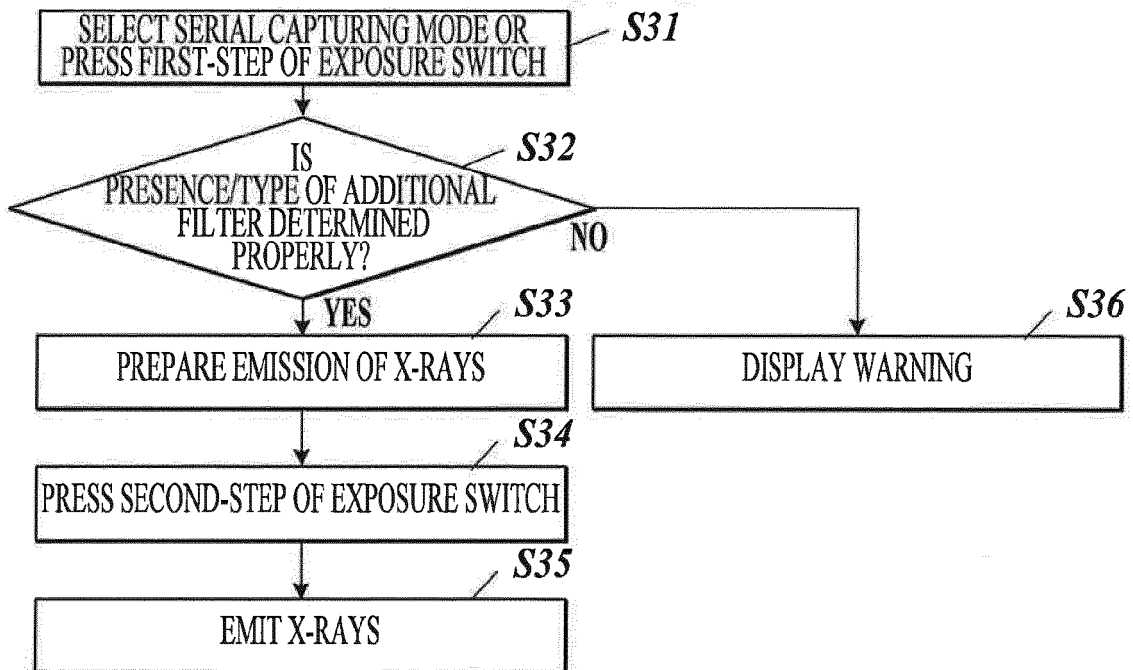 SELECT SERIAL CAPTURING MODE OR
PRESS FIRST-STEP OF EXPOSURE SWITCH
S31
IS
PRESENCE/TYPE OF ADDITIONAL
FILTER DETERMINED
PROPERLY?
S32
NO
YES
S33
PREPARE EMISSION OF X-RAYS
S36
DISPLAY WARNING
S34
PRESS SECOND-STEP OF EXPOSURE SWITCH
S35
EMIT X-RAYS